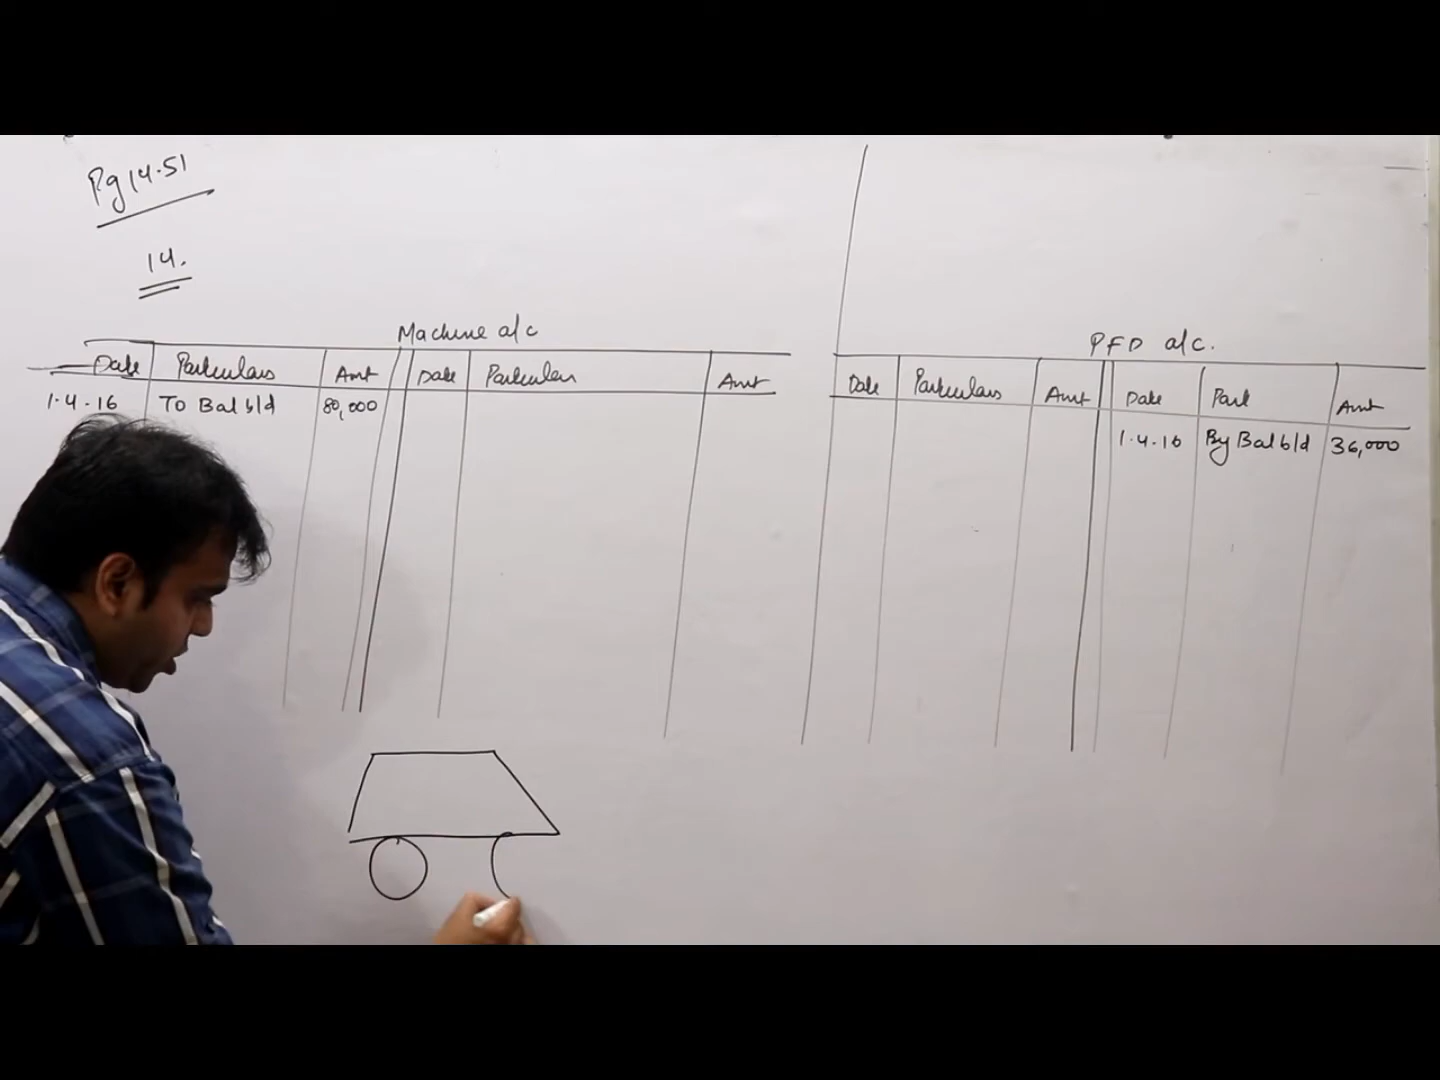 Pg 14.51
14.
Machine a/c
Date Particulars Amt Date Particulars Amt
1.4.16 To Bal b/d 80,000
PFD a/c.
Date Particulars Amt Date Part Amt
1.4.16 By Bal b/d 36,000